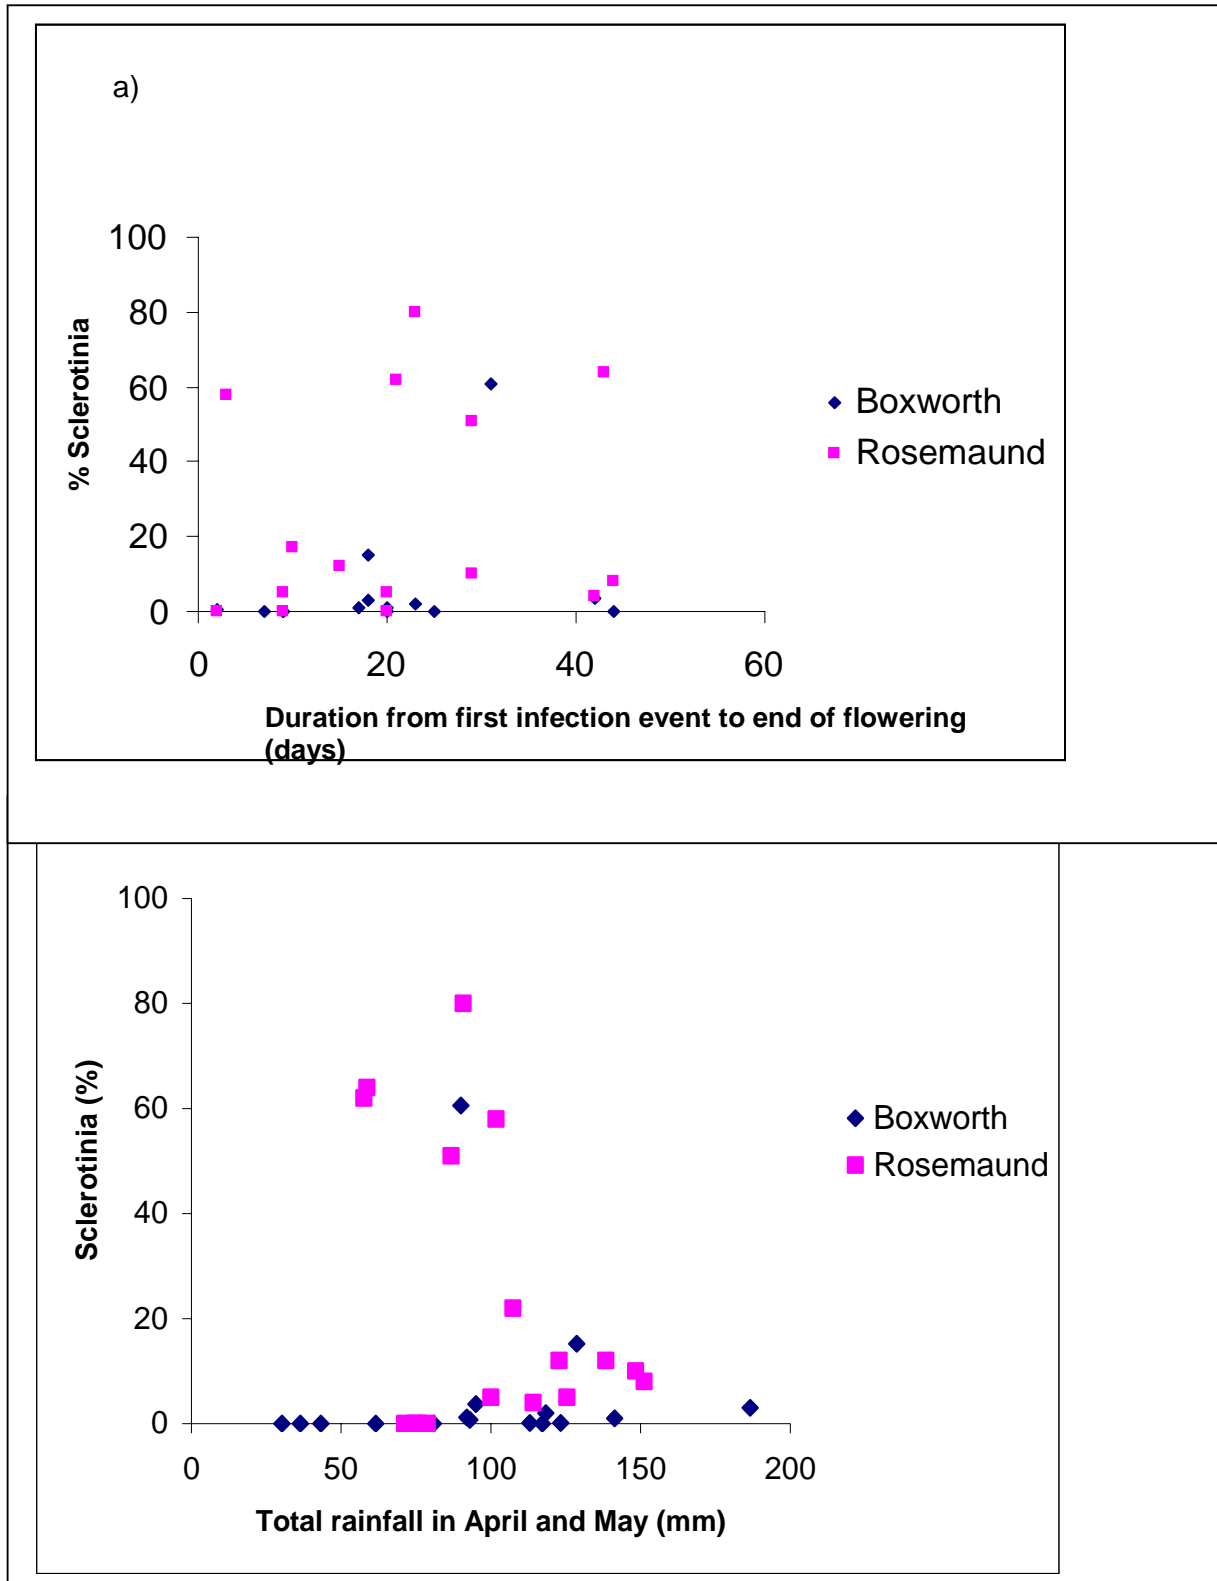 a)
100
80
60
40
20
0
% Sclerotinia
0 20 40 60
Duration from first infection event to end of flowering
(days)
Boxworth
Rosemaund
100
80
60
40
20
0
Sclerotinia (%)
0 50 100 150 200
Total rainfall in April and May (mm)
Boxworth
Rosemaund